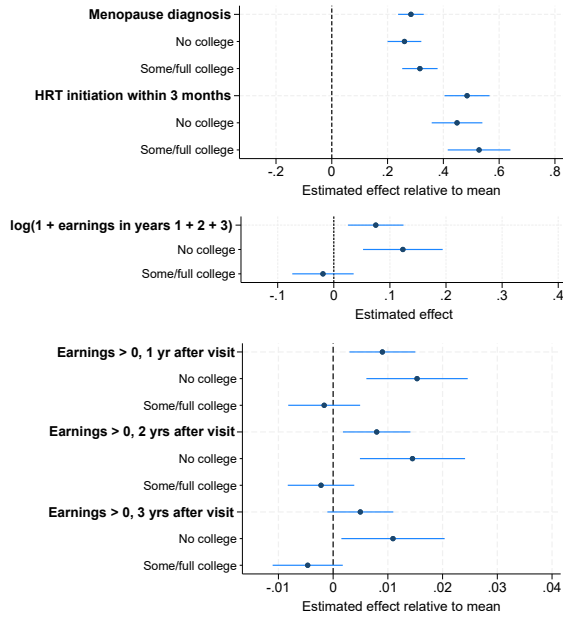 Menopause diagnosis
No college
Some/full college
HRT initiation within 3 months
No college
Some/full college
-.2 0 .2 .4 .6 .8
Estimated effect relative to mean
log(1 + earnings in years 1 + 2 + 3)
No college
Some/full college
-.1 0 .1 .2 .3 .4
Estimated effect
Earnings > 0, 1 yr after visit
No college
Some/full college
Earnings > 0, 2 yrs after visit
No college
Some/full college
Earnings > 0, 3 yrs after visit
No college
Some/full college
-.01 0 .01 .02 .03 .04
Estimated effect relative to mean